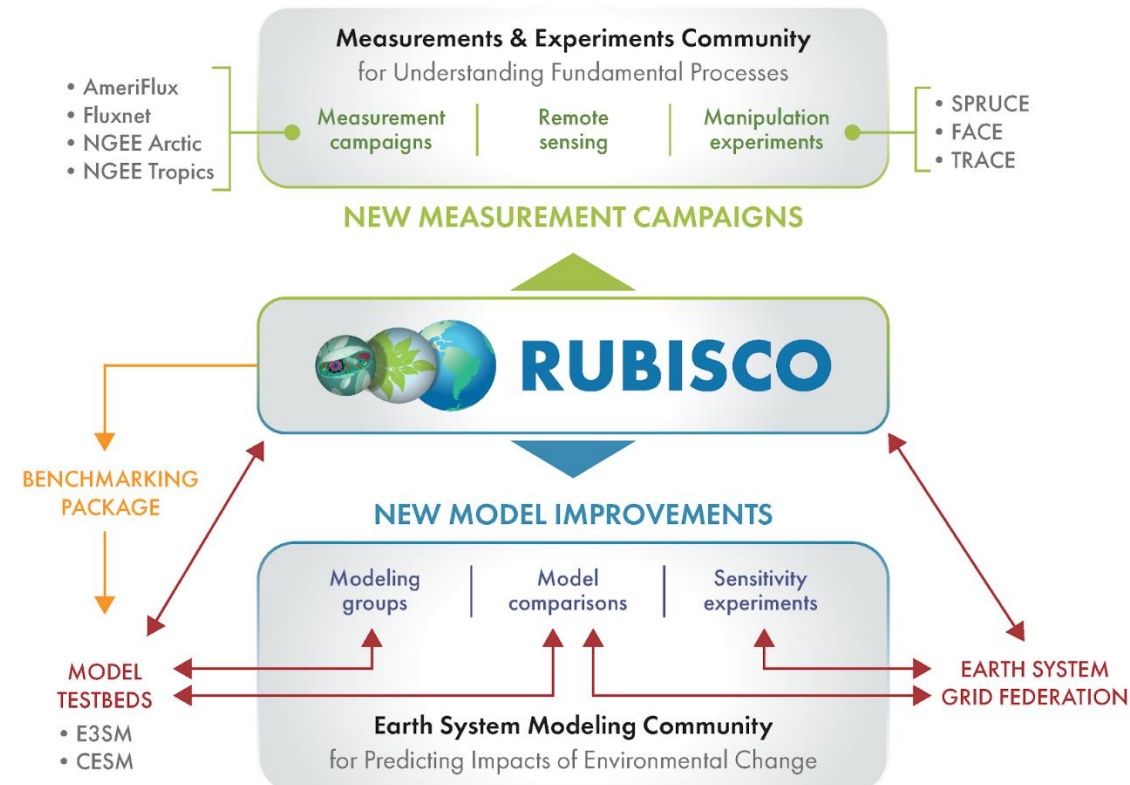 Measurements & Experiments Community
for Understanding Fundamental Processes
• AmeriFlux
• Fluxnet
• NGEE Arctic
• NGEE Tropics
Measurement
campaigns
Remote
sensing
Manipulation
experiments
• SPRUCE
• FACE
• TRACE
NEW MEASUREMENT CAMPAIGNS
RUBISCO
BENCHMARKING
PACKAGE
NEW MODEL IMPROVEMENTS
Modeling
groups
Model
comparisons
Sensitivity
experiments
MODEL
TESTBEDS
• E3SM
• CESM
EARTH SYSTEM
GRID FEDERATION
Earth System Modeling Community
for Predicting Impacts of Environmental Change